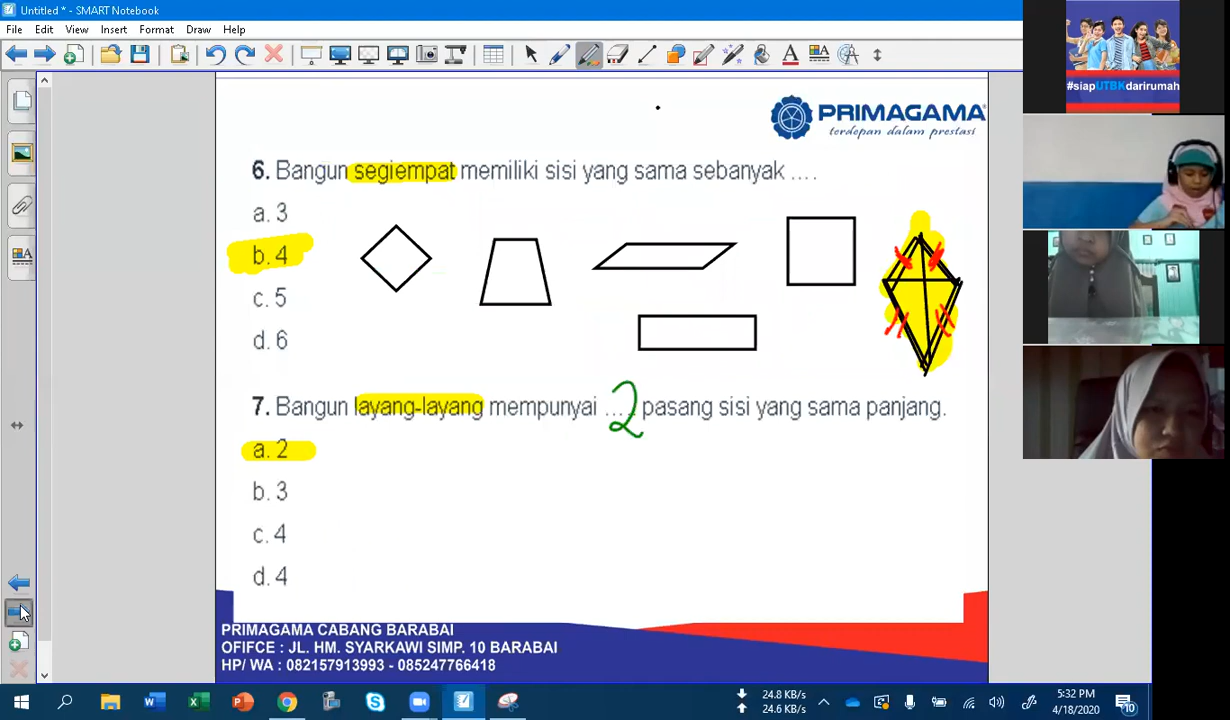 Untitled * - SMART Notebook
File Edit View Insert Format Draw Help
#siapUTBKdarirumah
PRIMAGAMA
terdepan dalam prestasi
6. Bangun segiempat memiliki sisi yang sama sebanyak ....
a. 3
b. 4
c. 5
d. 6
7. Bangun layang-layang mempunyai .... 2 pasang sisi yang sama panjang.
a. 2
b. 3
c. 4
d. 4
PRIMAGAMA CABANG BARABAI
OFIFCE : JL. HM. SYARKAWI SIMP. 10 BARABAI
HP/ WA : 082157913993 - 085247766418
24.8 KB/s
24.6 KB/s
5:32 PM
4/18/2020
10